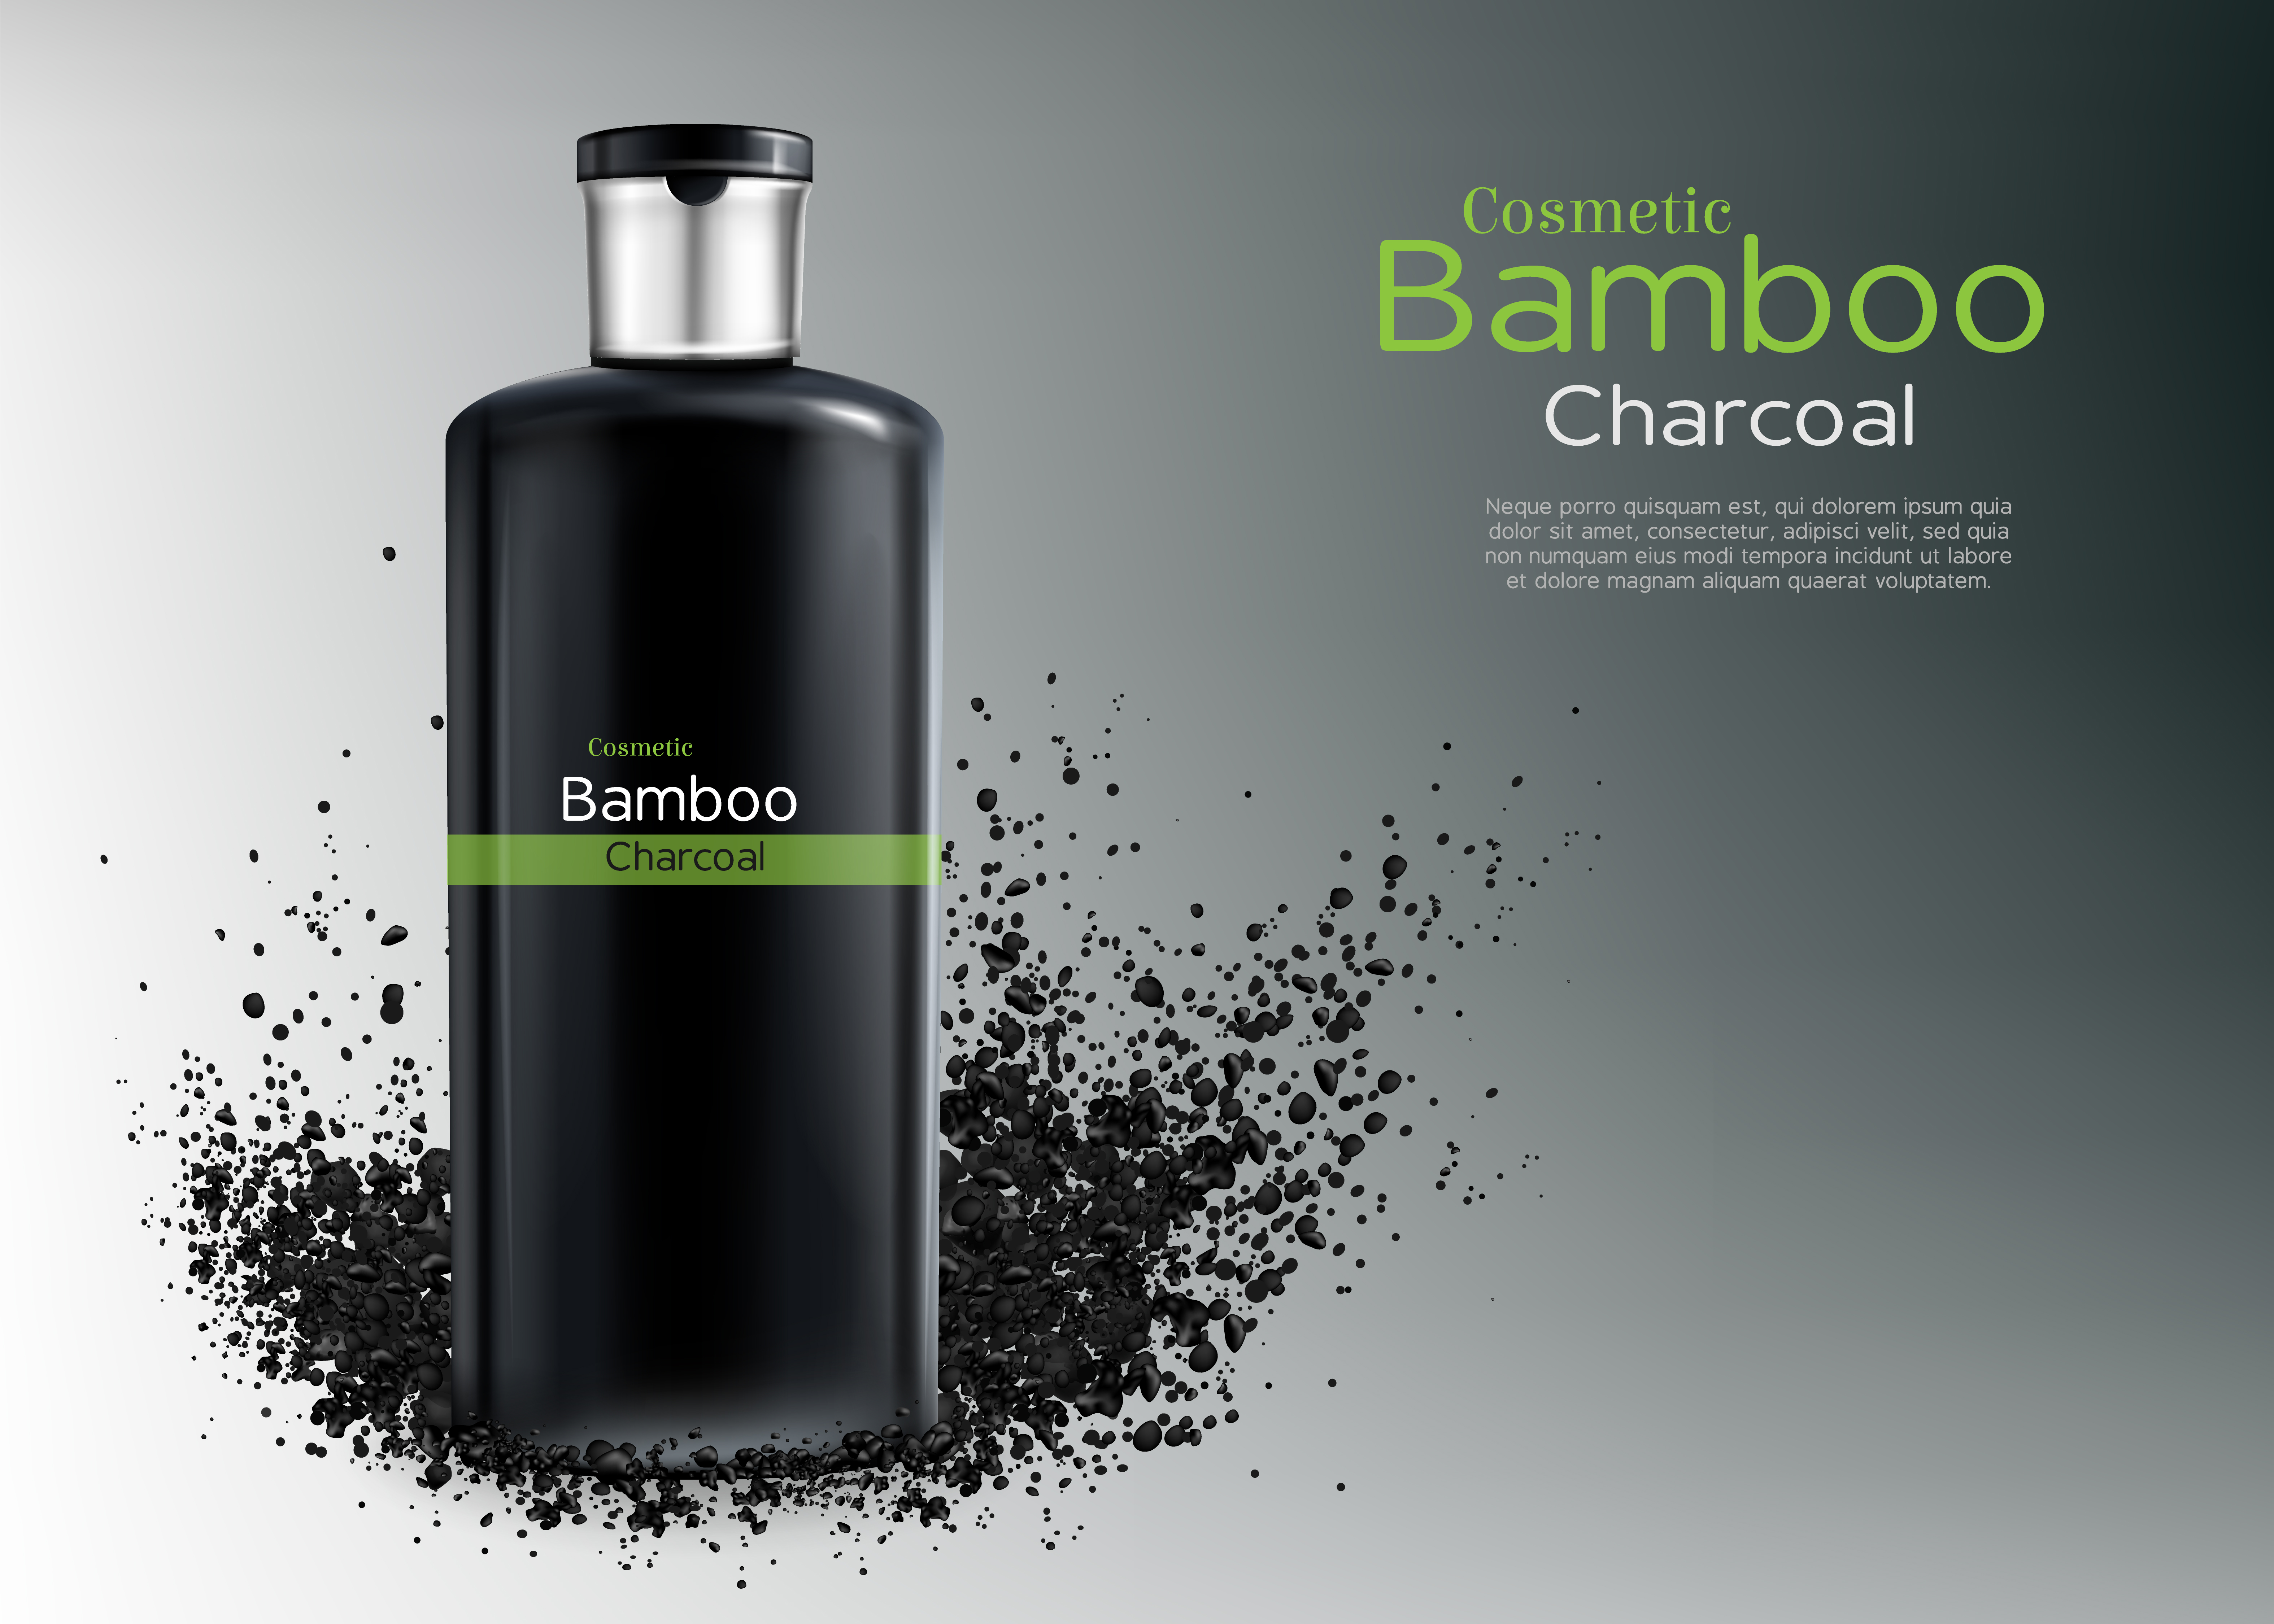 Cosmetic
Bamboo
Charcoal
Neque porro quisquam est, qui dolorem ipsum quia
dolor sit amet, consectetur, adipisci velit, sed quia
non numquam eius modi tempora incidunt ut labore
et dolore magnam aliquam quaerat voluptatem.
Cosmetic
Bamboo
Charcoal